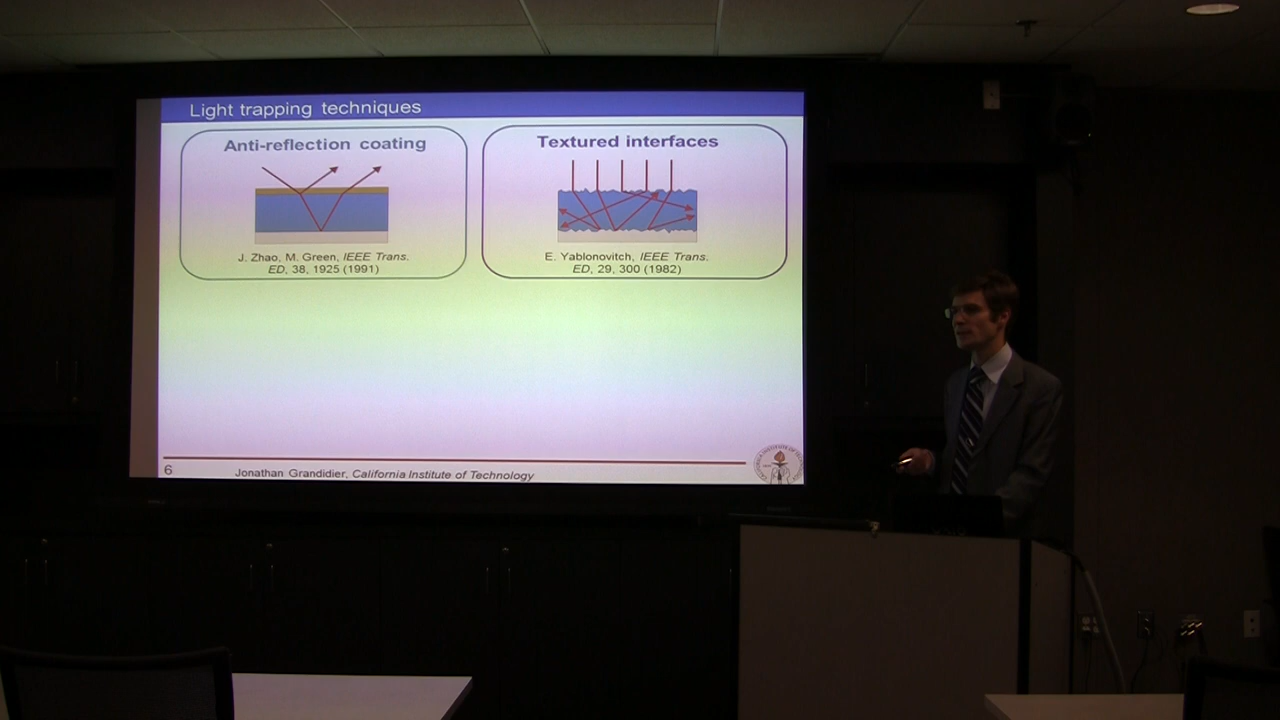 Light trapping techniques
Anti-reflection coating
J. Zhao, M. Green, IEEE Trans.
ED, 38, 1925 (1991)
Textured interfaces
E. Yablonovitch, IEEE Trans.
ED, 29, 300 (1982)
6
Jonathan Grandidier, California Institute of Technology